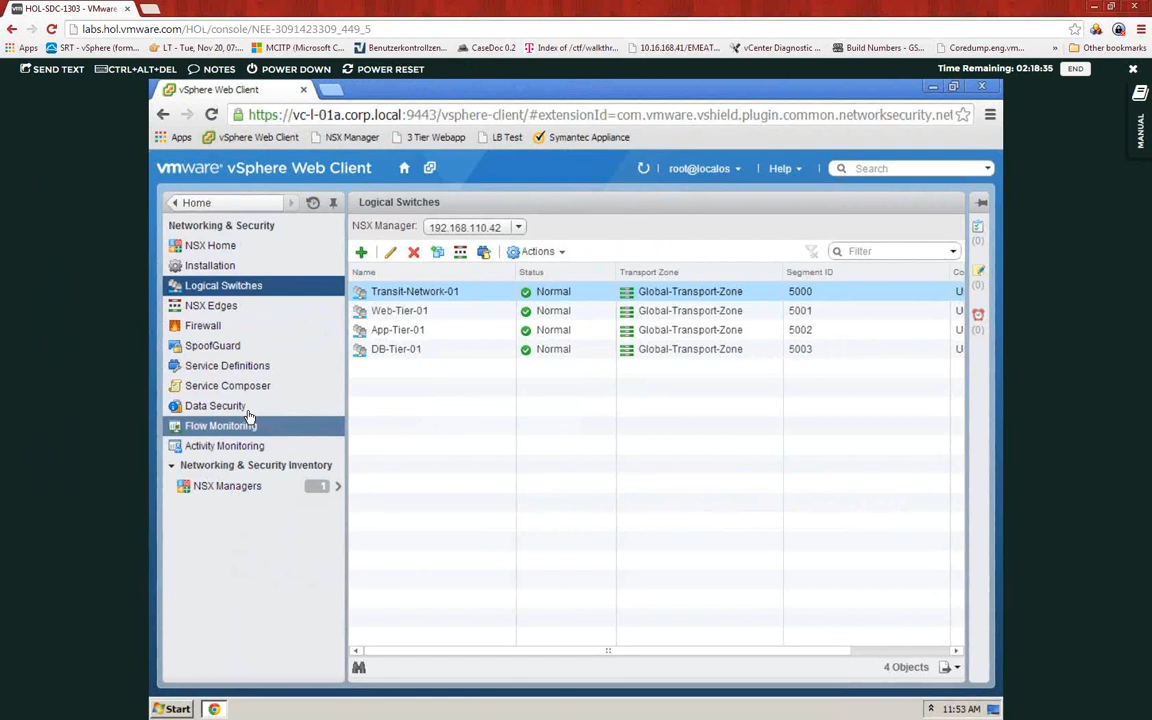 HOL-SDC-1303 - VMware
labs.hol.vmware.com/HOL/console/NEE-3091423309_449_5
Apps SRT - vSphere (form... LT - Tue, Nov 20, 07:... MCITP (Microsoft C... Benutzerkontrollzen... CaseDoc 0.2 Index of /ctf/walkthr... 10.16.168.41/EMEAT... vCenter Diagnostic ... Build Numbers - GS... Coredump.eng.vm... » Other bookmarks
SEND TEXT CTRL+ALT+DEL NOTES POWER DOWN POWER RESET Time Remaining: 02:18:35 END
MANUAL
vSphere Web Client
https://vc-l-01a.corp.local:9443/vsphere-client/#extensionId=com.vmware.vshield.plugin.common.networksecurity.net
Apps vSphere Web Client NSX Manager 3 Tier Webapp LB Test Symantec Appliance
vmware® vSphere Web Client root@localos Help Search
Home
Networking & Security
NSX Home
Installation
Logical Switches
NSX Edges
Firewall
SpoofGuard
Service Definitions
Service Composer
Data Security
Flow Monitoring
Activity Monitoring
Networking & Security Inventory
NSX Managers 1
Logical Switches
NSX Manager: 192.168.110.42
Actions Filter
Name Status Transport Zone Segment ID Co
Transit-Network-01 Normal Global-Transport-Zone 5000 U
Web-Tier-01 Normal Global-Transport-Zone 5001 U
App-Tier-01 Normal Global-Transport-Zone 5002 U
DB-Tier-01 Normal Global-Transport-Zone 5003 U
4 Objects
(0)
(0)
(0)
Start 11:53 AM